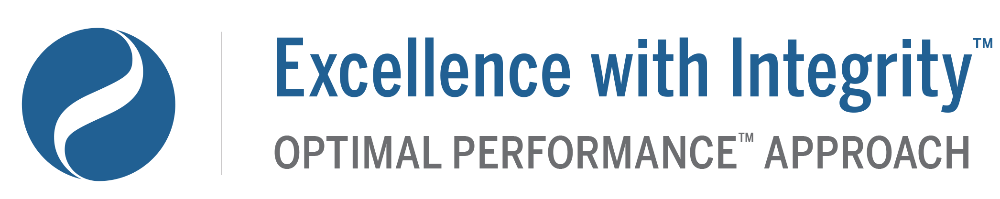 Excellence with Integrity™
OPTIMAL PERFORMANCE™ APPROACH